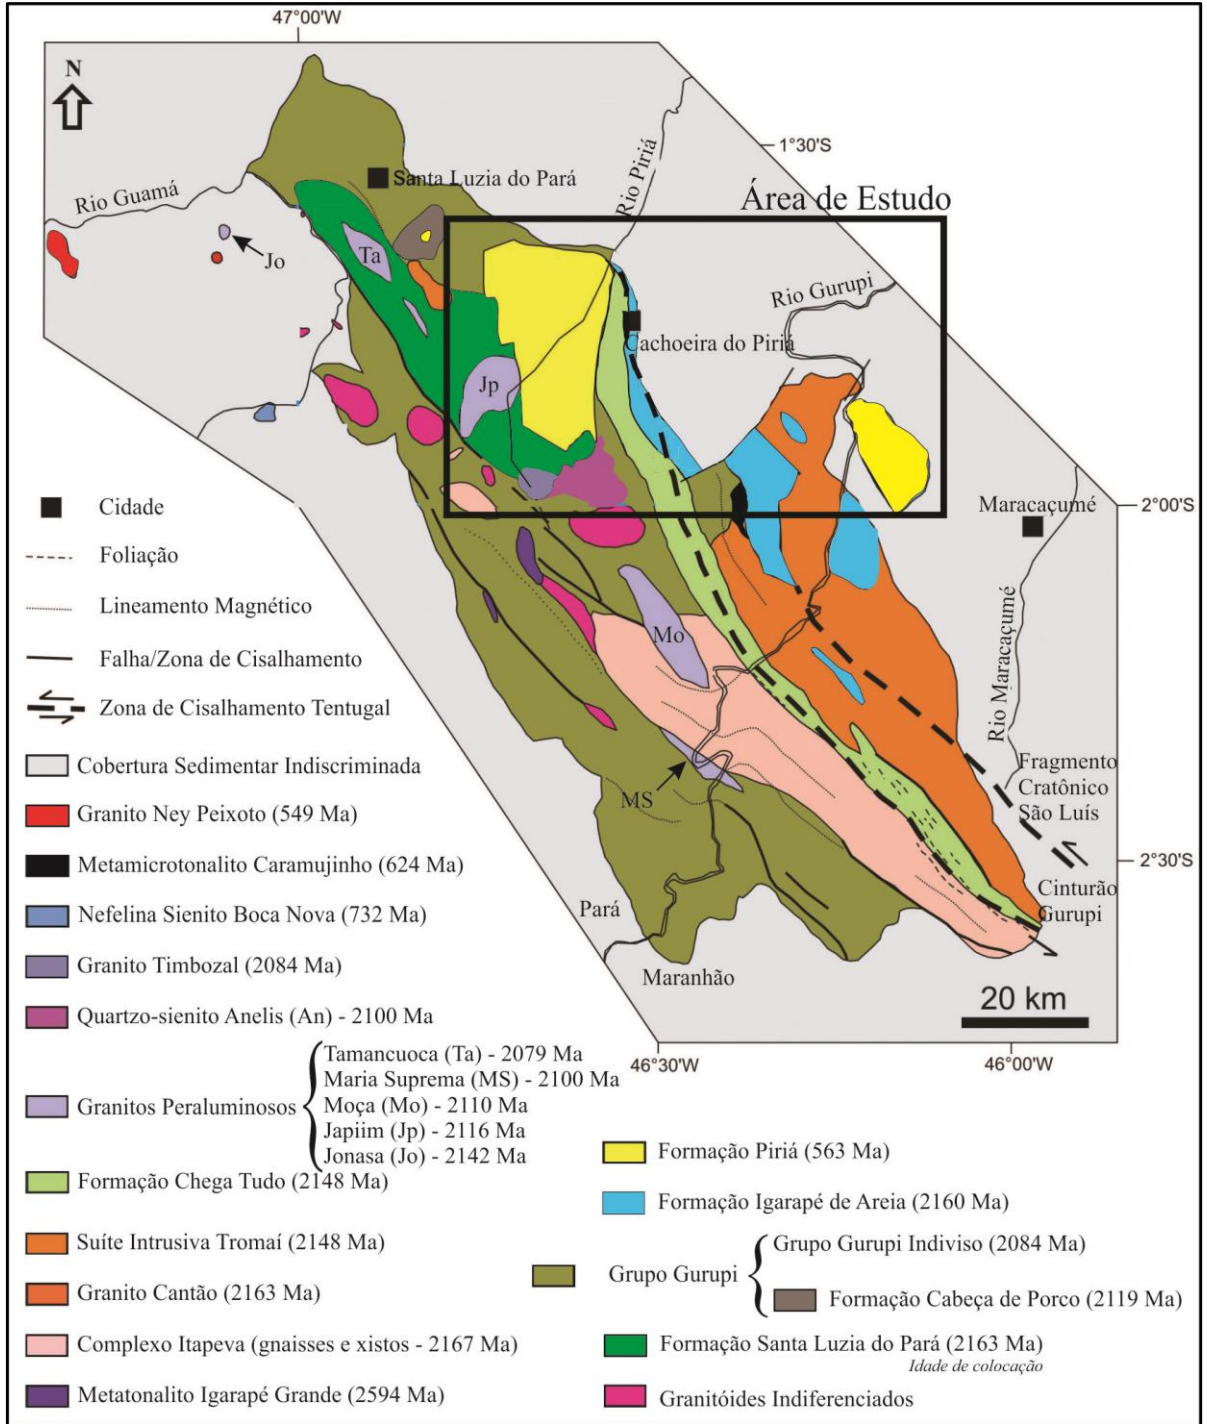 47°00'W
N
1°30'S
Rio Piriá
Santa Luzia do Pará
Rio Guamá
Área de Estudo
Ta
Jo
Rio Gurupi
Cachoeira do Piriá
Jp
Maracaçumé
2°00'S
Cidade
Foliação
Lineamento Magnético
Falha/Zona de Cisalhamento
Zona de Cisalhamento Tentugal
Mo
Rio Maracaçumé
MS
Fragmento
Cratônico
São Luís
2°30'S
Cinturão
Gurupi
Pará
Maranhão
20 km
46°30'W
46°00'W
Cobertura Sedimentar Indiscriminada
Granito Ney Peixoto (549 Ma)
Metamicrotonalito Caramujinho (624 Ma)
Nefelina Sienito Boca Nova (732 Ma)
Granito Timbozal (2084 Ma)
Quartzo-sienito Anelis (An) - 2100 Ma
Granitos Peraluminosos
Tamancuoca (Ta) - 2079 Ma
Maria Suprema (MS) - 2100 Ma
Moça (Mo) - 2110 Ma
Japiim (Jp) - 2116 Ma
Jonasa (Jo) - 2142 Ma
Formação Chega Tudo (2148 Ma)
Suíte Intrusiva Tromaí (2148 Ma)
Granito Cantão (2163 Ma)
Complexo Itapeva (gnaisses e xistos - 2167 Ma)
Metatonalito Igarapé Grande (2594 Ma)
Formação Piriá (563 Ma)
Formação Igarapé de Areia (2160 Ma)
Grupo Gurupi
Grupo Gurupi Indiviso (2084 Ma)
Formação Cabeça de Porco (2119 Ma)
Formação Santa Luzia do Pará (2163 Ma)
Idade de colocação
Granitóides Indiferenciados